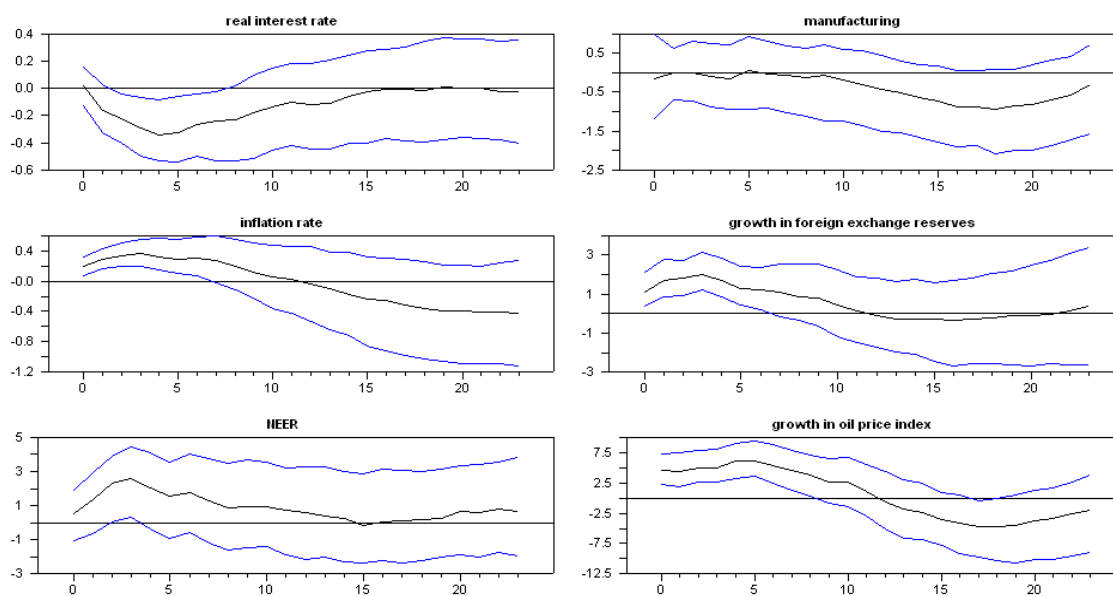 real interest rate
0.4
0.2
0.0
-0.2
-0.4
-0.6
0 5 10 15 20
manufacturing
0.5
-0.5
-1.5
-2.5
0 5 10 15 20
inflation rate
0.4
-0.0
-0.4
-0.8
-1.2
0 5 10 15 20
growth in foreign exchange reserves
3
1
-1
-3
0 5 10 15 20
NEER
5
3
1
-1
-3
0 5 10 15 20
growth in oil price index
7.5
2.5
-2.5
-7.5
-12.5
0 5 10 15 20